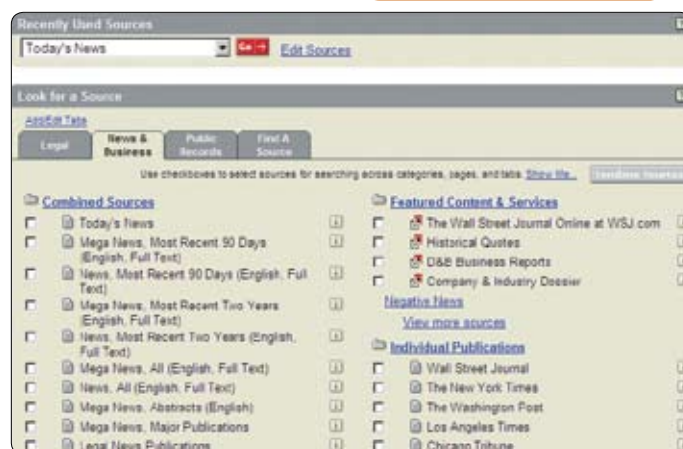 Recently Used Sources
Today's News Go → Edit Sources
Look for a Source
Add/Edit Tabs
Legal
News & Business
Public Records
Find A Source
Use checkboxes to select sources for searching across categories, pages, and tabs. Show Me... Combine Sources
Combined Sources
Today's News
Mega News, Most Recent 90 Days
(English, Full Text)
News, Most Recent 90 Days (English, Full
Text)
Mega News, Most Recent Two Years
(English, Full Text)
News, Most Recent Two Years (English,
Full Text)
Mega News, All (English, Full Text)
News, All (English, Full Text)
Mega News, Abstracts (English)
Mega News, Major Publications
Legal News Publications
Featured Content & Services
The Wall Street Journal Online at WSJ.com
Historical Quotes
D&B Business Reports
Company & Industry Dossier
Negative News
View more sources
Individual Publications
Wall Street Journal
The New York Times
The Washington Post
Los Angeles Times
Chicago Tribune